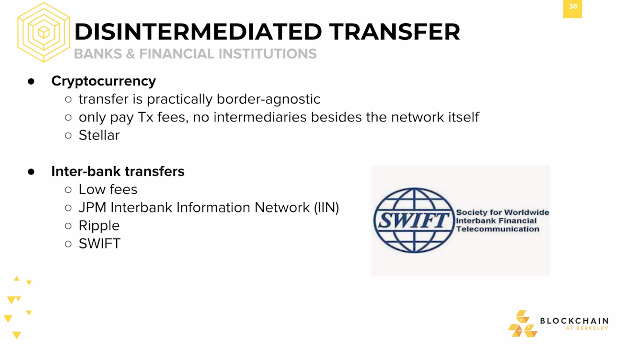 38
DISINTERMEDIATED TRANSFER
BANKS & FINANCIAL INSTITUTIONS
● Cryptocurrency
○ transfer is practically border-agnostic
○ only pay Tx fees, no intermediaries besides the network itself
○ Stellar
● Inter-bank transfers
○ Low fees
○ JPM Interbank Information Network (IIN)
○ Ripple
○ SWIFT
SWIFT
Society for Worldwide
Interbank Financial
Telecommunication
BLOCKCHAIN
AT BERKELEY